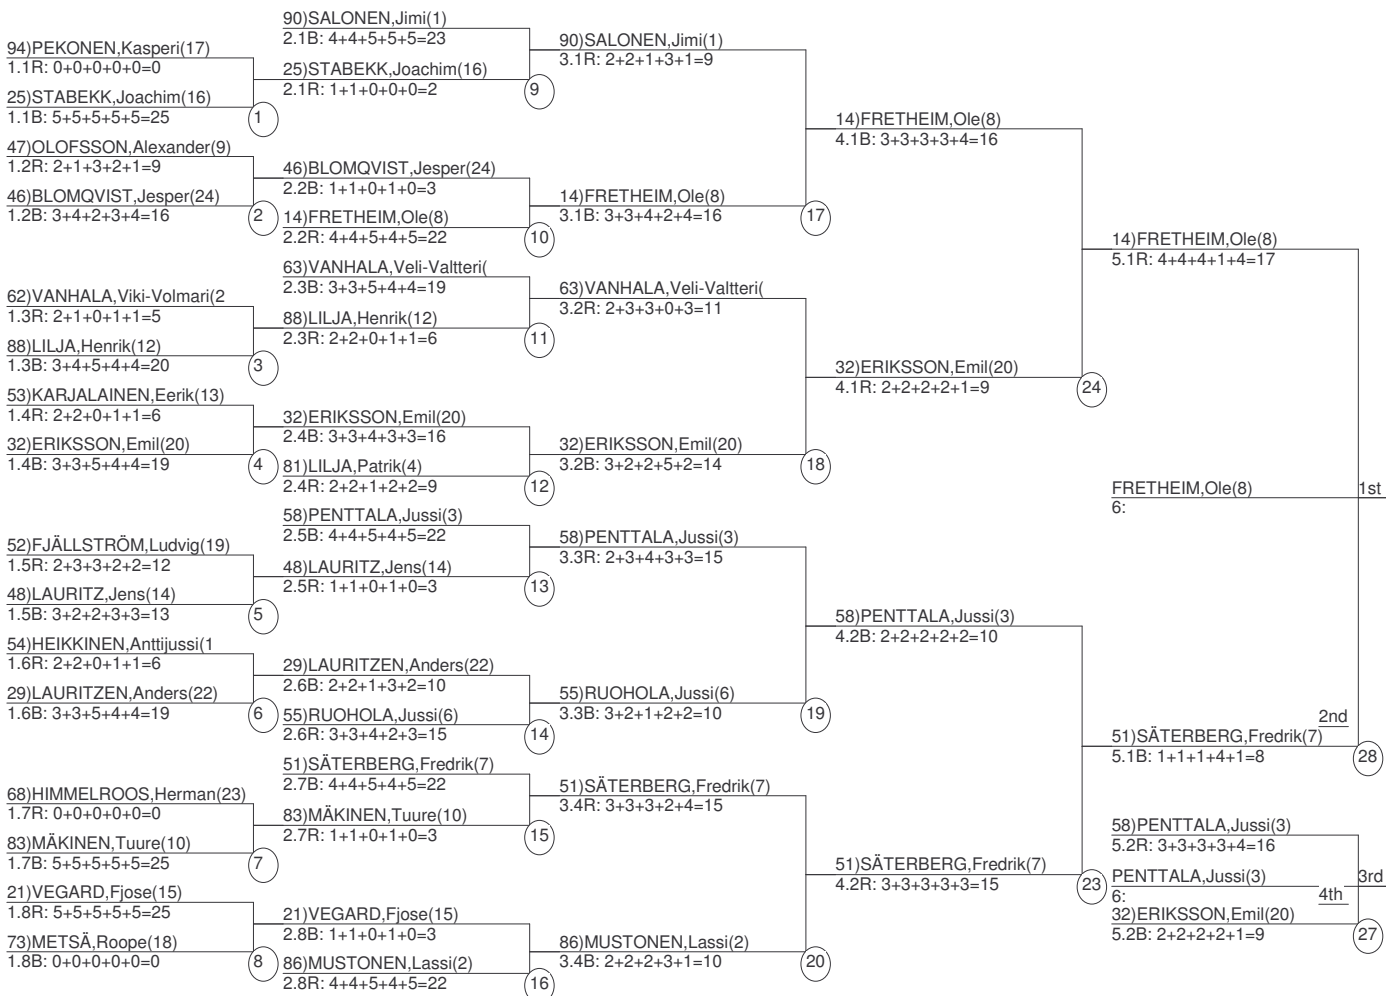 94)PEKONEN,Kasperi(17)
1.1R: 0+0+0+0+0=0
25)STABEKK,Joachim(16)
1.1B: 5+5+5+5+5=25
1
47)OLOFSSON,Alexander(9)
1.2R: 2+1+3+2+1=9
46)BLOMQVIST,Jesper(24)
1.2B: 3+4+2+3+4=16
2
62)VANHALA,Viki-Volmari(2
1.3R: 2+1+0+1+1=5
88)LILJA,Henrik(12)
1.3B: 3+4+5+4+4=20
3
53)KARJALAINEN,Eerik(13)
1.4R: 2+2+0+1+1=6
32)ERIKSSON,Emil(20)
1.4B: 3+3+5+4+4=19
4
52)FJÄLLSTRÖM,Ludvig(19)
1.5R: 2+3+3+2+2=12
48)LAURITZ,Jens(14)
1.5B: 3+2+2+3+3=13
5
54)HEIKKINEN,Anttijussi(1
1.6R: 2+2+0+1+1=6
29)LAURITZEN,Anders(22)
1.6B: 3+3+5+4+4=19
6
68)HIMMELROOS,Herman(23)
1.7R: 0+0+0+0+0=0
83)MÄKINEN,Tuure(10)
1.7B: 5+5+5+5+5=25
7
21)VEGARD,Fjose(15)
1.8R: 5+5+5+5+5=25
73)METSÄ,Roope(18)
1.8B: 0+0+0+0+0=0
8
90)SALONEN,Jimi(1)
2.1B: 4+4+5+5+5=23
25)STABEKK,Joachim(16)
2.1R: 1+1+0+0+0=2
9
46)BLOMQVIST,Jesper(24)
2.2B: 1+1+0+1+0=3
14)FRETHEIM,Ole(8)
2.2R: 4+4+5+4+5=22
10
63)VANHALA,Veli-Valtteri(
2.3B: 3+3+5+4+4=19
88)LILJA,Henrik(12)
2.3R: 2+2+0+1+1=6
11
32)ERIKSSON,Emil(20)
2.4B: 3+3+4+3+3=16
81)LILJA,Patrik(4)
2.4R: 2+2+1+2+2=9
12
58)PENTTALA,Jussi(3)
2.5B: 4+4+5+4+5=22
48)LAURITZ,Jens(14)
2.5R: 1+1+0+1+0=3
13
29)LAURITZEN,Anders(22)
2.6B: 2+2+1+3+2=10
55)RUOHOLA,Jussi(6)
2.6R: 3+3+4+2+3=15
14
51)SÄTERBERG,Fredrik(7)
2.7B: 4+4+5+4+5=22
83)MÄKINEN,Tuure(10)
2.7R: 1+1+0+1+0=3
15
21)VEGARD,Fjose(15)
2.8B: 1+1+0+1+0=3
86)MUSTONEN,Lassi(2)
2.8R: 4+4+5+4+5=22
16
90)SALONEN,Jimi(1)
3.1R: 2+2+1+3+1=9
14)FRETHEIM,Ole(8)
3.1B: 3+3+4+2+4=16
17
63)VANHALA,Veli-Valtteri(
3.2R: 2+3+3+0+3=11
32)ERIKSSON,Emil(20)
3.2B: 3+2+2+5+2=14
18
58)PENTTALA,Jussi(3)
3.3R: 2+3+4+3+3=15
55)RUOHOLA,Jussi(6)
3.3B: 3+2+1+2+2=10
19
51)SÄTERBERG,Fredrik(7)
3.4R: 3+3+3+2+4=15
86)MUSTONEN,Lassi(2)
3.4B: 2+2+2+3+1=10
20
14)FRETHEIM,Ole(8)
4.1B: 3+3+3+3+4=16
32)ERIKSSON,Emil(20)
4.1R: 2+2+2+2+1=9
24
58)PENTTALA,Jussi(3)
4.2B: 2+2+2+2+2=10
51)SÄTERBERG,Fredrik(7)
4.2R: 3+3+3+3+3=15
23
14)FRETHEIM,Ole(8)
5.1R: 4+4+4+1+4=17
FRETHEIM,Ole(8)
6:
1st
2nd
51)SÄTERBERG,Fredrik(7)
5.1B: 1+1+1+4+1=8
28
58)PENTTALA,Jussi(3)
5.2R: 3+3+3+3+4=16
PENTTALA,Jussi(3)
6:
3rd
4th
32)ERIKSSON,Emil(20)
5.2B: 2+2+2+2+1=9
27